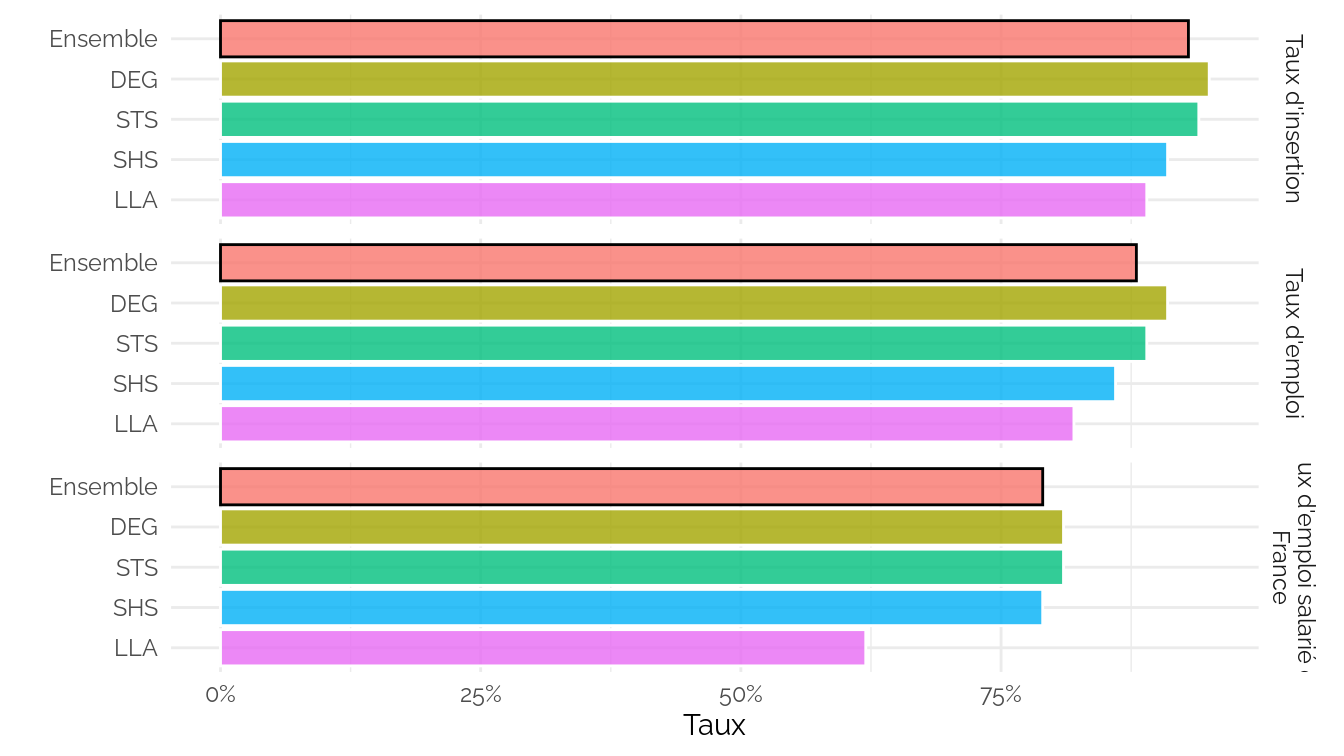 Ensemble
DEG
STS
SHS
LLA
Taux d'insertion
Ensemble
DEG
STS
SHS
LLA
Taux d'emploi
Ensemble
DEG
STS
SHS
LLA
ux d'emploi salarié
France
0%
25%
50%
75%
Taux